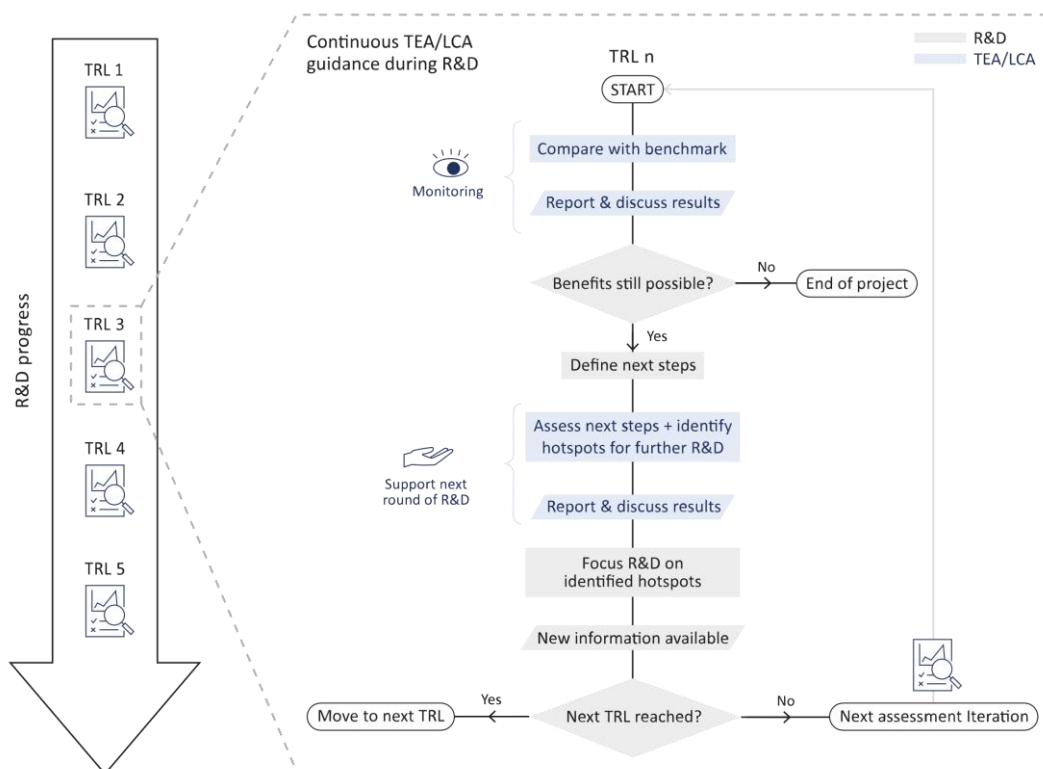 R&D progress
TRL 1
TRL 2
TRL 3
TRL 4
TRL 5
Continuous TEA/LCA
guidance during R&D
R&D
TEA/LCA
TRL n
START
Compare with benchmark
Monitoring
Report & discuss results
Benefits still possible?
No
End of project
Yes
Define next steps
Assess next steps + identify
hotspots for further R&D
Support next
round of R&D
Report & discuss results
Focus R&D on
identified hotspots
New information available
Next TRL reached?
Yes
Move to next TRL
No
Next assessment Iteration